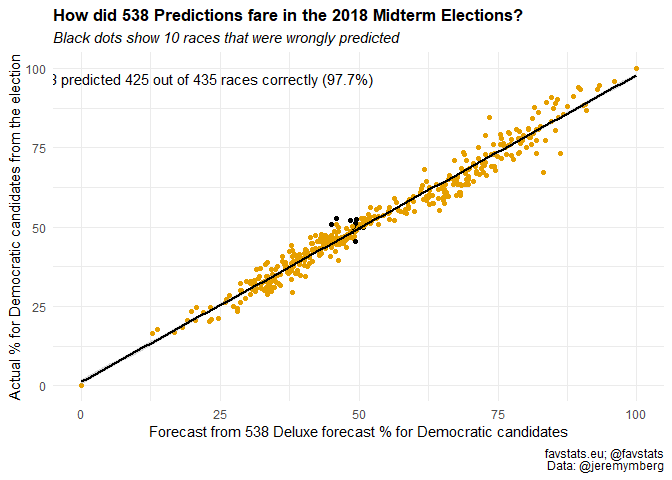 How did 538 Predictions fare in the 2018 Midterm Elections?
Black dots show 10 races that were wrongly predicted
Actual % for Democratic candidates from the election
100
75
50
25
0
predicted 425 out of 435 races correctly (97.7%)
0
25
50
75
100
Forecast from 538 Deluxe forecast % for Democratic candidates
favstats.eu; @favstats
Data: @jeremymberg